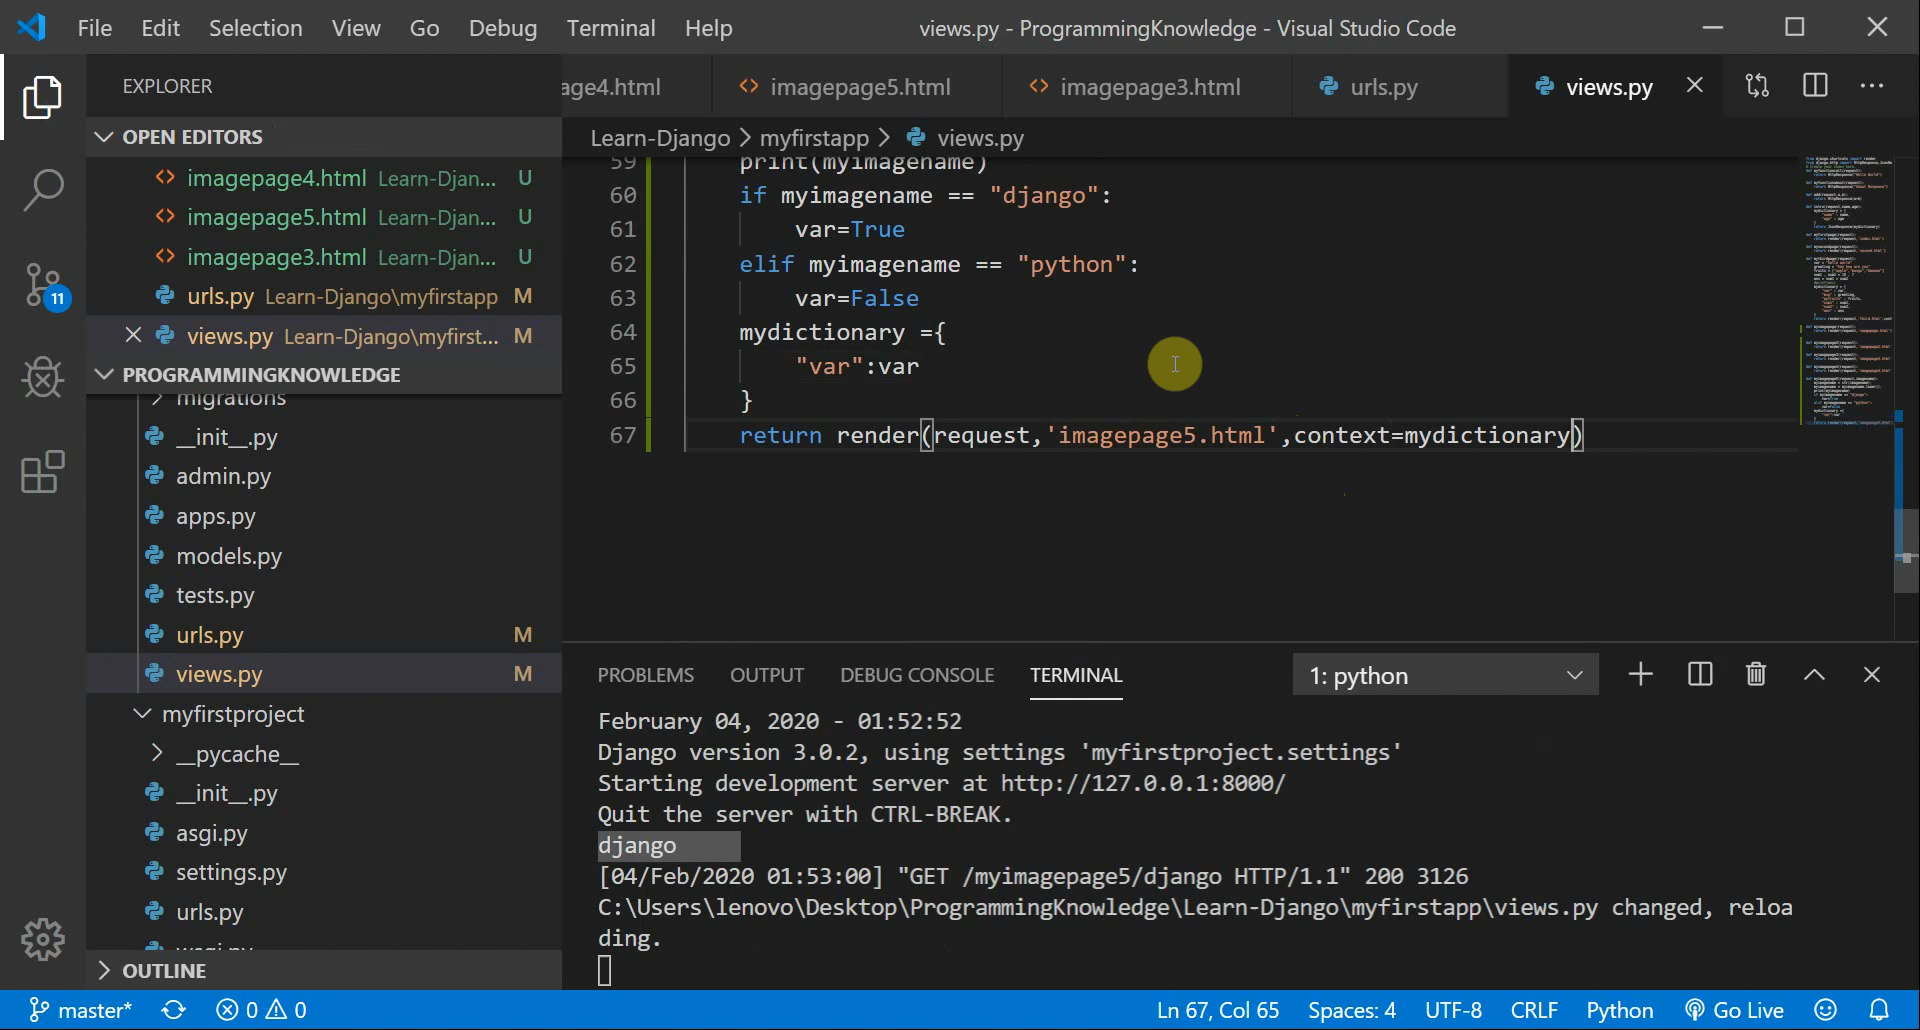 File Edit Selection View Go Debug Terminal Help
views.py - ProgrammingKnowledge - Visual Studio Code
EXPLORER
OPEN EDITORS
imagepage4.html Learn-Djan... U
imagepage5.html Learn-Djan... U
imagepage3.html Learn-Djan... U
urls.py Learn-Django\myfirstapp M
views.py Learn-Django\myfirst... M
PROGRAMMINGKNOWLEDGE
migrations
__init__.py
admin.py
apps.py
models.py
tests.py
urls.py M
views.py M
myfirstproject
__pycache__
__init__.py
asgi.py
settings.py
urls.py
wsgi.py
OUTLINE
11
age4.html imagepage5.html imagepage3.html urls.py views.py
Learn-Django > myfirstapp > views.py
59 print(myimagename)
60 if myimagename == "django":
61 var=True
62 elif myimagename == "python":
63 var=False
64 mydictionary ={
65 "var":var
66 }
67 return render(request,'imagepage5.html',context=mydictionary)
PROBLEMS OUTPUT DEBUG CONSOLE TERMINAL 1: python
February 04, 2020 - 01:52:52
Django version 3.0.2, using settings 'myfirstproject.settings'
Starting development server at http://127.0.0.1:8000/
Quit the server with CTRL-BREAK.
django
[04/Feb/2020 01:53:00] "GET /myimagepage5/django HTTP/1.1" 200 3126
C:\Users\lenovo\Desktop\ProgrammingKnowledge\Learn-Django\myfirstapp\views.py changed, reloa
ding.
master* 0 0 Ln 67, Col 65 Spaces: 4 UTF-8 CRLF Python Go Live